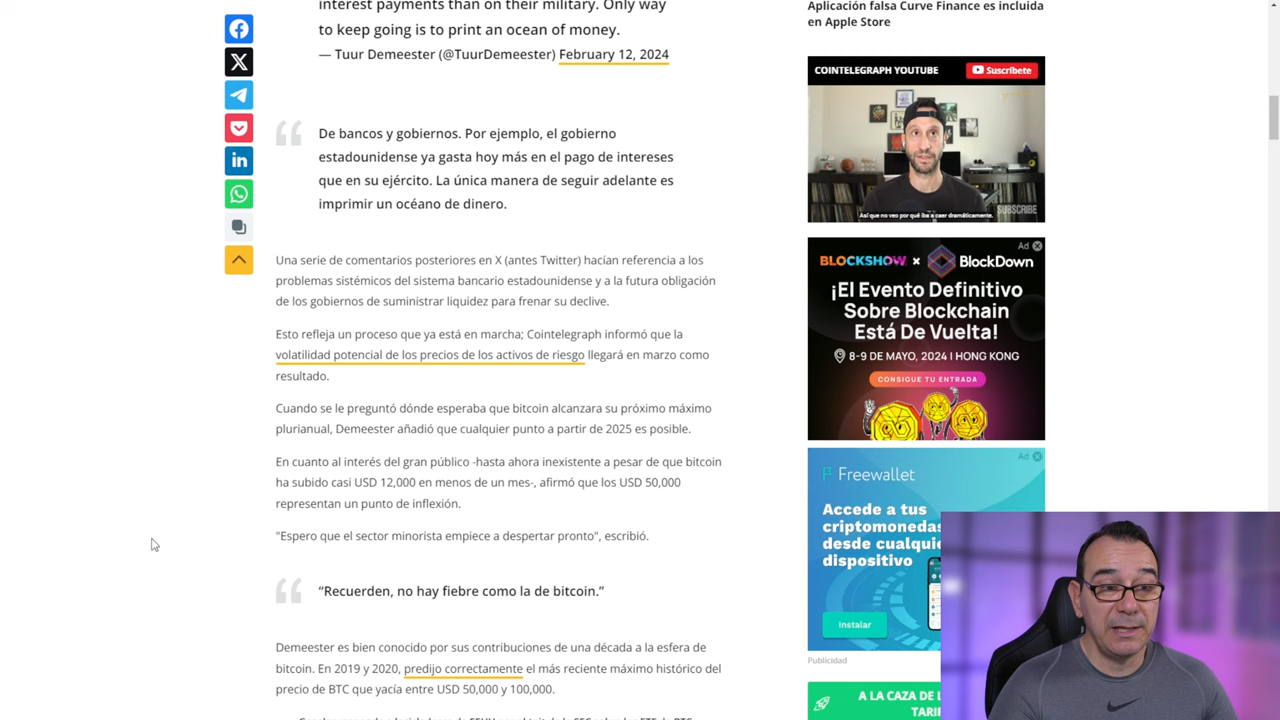 interest payments than on their military. Only way
to keep going is to print an ocean of money.
— Tuur Demeester (@TuurDemeester) February 12, 2024
De bancos y gobiernos. Por ejemplo, el gobierno
estadounidense ya gasta hoy más en el pago de intereses
que en su ejército. La única manera de seguir adelante es
imprimir un océano de dinero.
Una serie de comentarios posteriores en X (antes Twitter) hacían referencia a los
problemas sistémicos del sistema bancario estadounidense y a la futura obligación
de los gobiernos de suministrar liquidez para frenar su declive.
Esto refleja un proceso que ya está en marcha; Cointelegraph informó que la
volatilidad potencial de los precios de los activos de riesgo llegará en marzo como
resultado.
Cuando se le preguntó dónde esperaba que bitcoin alcanzara su próximo máximo
plurianual, Demeester añadió que cualquier punto a partir de 2025 es posible.
En cuanto al interés del gran público -hasta ahora inexistente a pesar de que bitcoin
ha subido casi USD 12,000 en menos de un mes-, afirmó que los USD 50,000
representan un punto de inflexión.
"Espero que el sector minorista empiece a despertar pronto", escribió.
“Recuerden, no hay fiebre como la de bitcoin.”
Demeester es bien conocido por sus contribuciones de una década a la esfera de
bitcoin. En 2019 y 2020, predijo correctamente el más reciente máximo histórico del
precio de BTC que yacía entre USD 50,000 y 100,000.
Aplicación falsa Curve Finance es incluida
en Apple Store
COINTELEGRAPH YOUTUBE
Suscríbete
Así que no veo por qué iba a caer dramáticamente.
SUBSCRIBE
Ad
BLOCKSHOW x BlockDown
¡El Evento Definitivo
Sobre Blockchain
Está De Vuelta!
8-9 DE MAYO, 2024 | HONG KONG
CONSIGUE TU ENTRADA
Ad
Freewallet
Accede a tus
criptomonedas
desde cualquie
dispositivo
Instalar
Publicidad
A LA CAZA DE L
TARIF